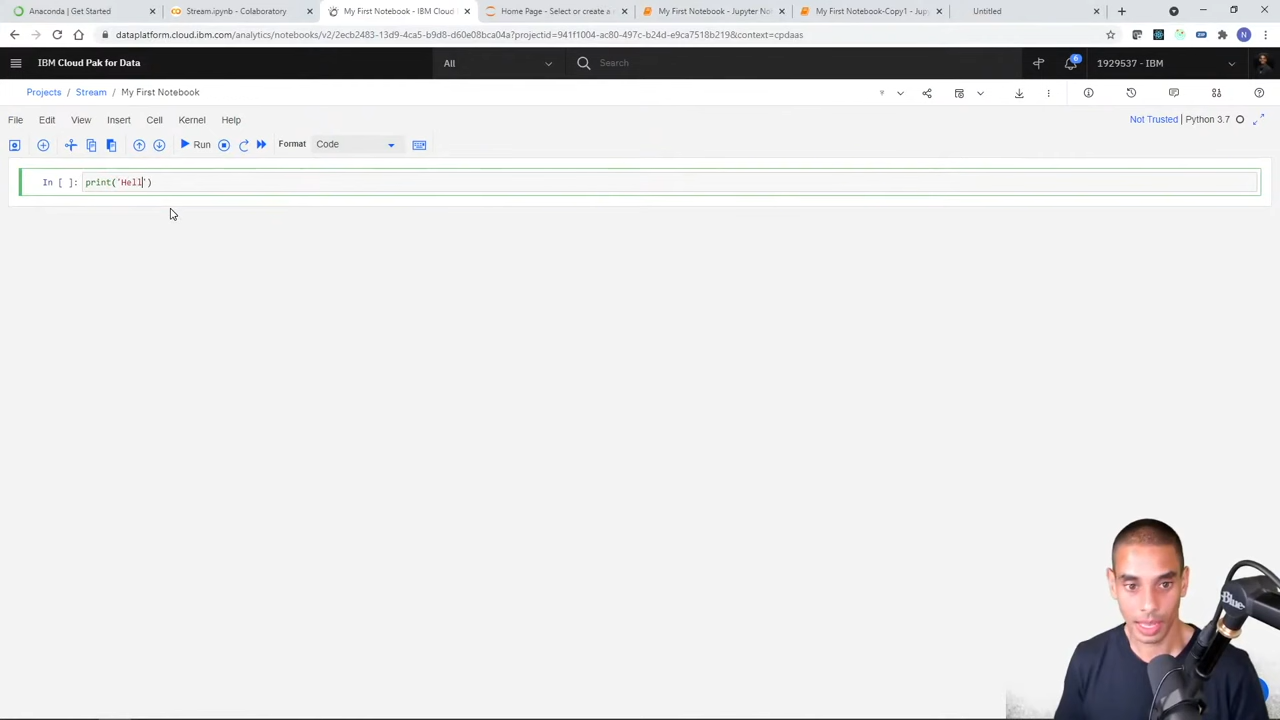 Anaconda | Get Started
Stream.ipynb - Colaboratory
My First Notebook - IBM Cloud
Home Page - Select or create a
My First Notebook - Jupyter No
My First Notebook-Copy1 - Jup
Untitled
dataplatform.cloud.ibm.com/analytics/notebooks/v2/2ecb2483-13d9-4ca5-b9d8-d60e08bca04a?projectid=941f1004-ac80-497c-b24d-e9ca7518b219&context=cpdaas
N
IBM Cloud Pak for Data
All
Search
6
1929537 - IBM
Projects / Stream / My First Notebook
File Edit View Insert Cell Kernel Help
Not Trusted | Python 3.7
Run
Format
Code
In [ ]: print('Hell')
Blue